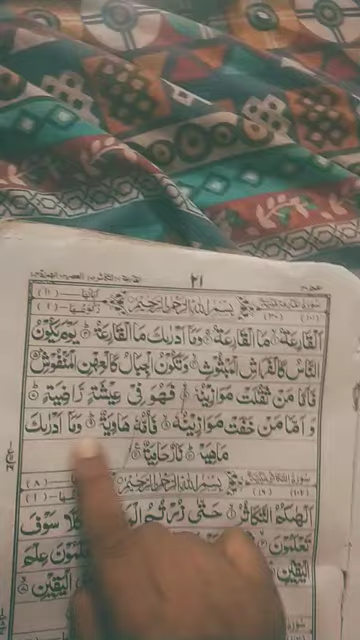 ٢١
بِسْمِ اللّٰهِ الرَّحْمٰنِ الرَّحِيْمِ
اَلْقَارِعَةُ ۙ مَا الْقَارِعَةُ ۚ وَمَاۤ اَدْرٰىكَ مَا الْقَارِعَةُ ؕ يَوْمَ يَكُوْنُ
النَّاسُ كَالْفَرَاشِ الْمَبْثُوْثِ ۙ وَتَكُوْنُ الْجِبَالُ كَالْعِهْنِ الْمَنْفُوْشِ ؕ
فَاَمَّا مَنْ ثَقُلَتْ مَوَازِيْنُهٗ ۙ فَهُوَ فِيْ عِيْشَةٍ رَّاضِيَةٍ ؕ
وَاَمَّا مَنْ خَفَّتْ مَوَازِيْنُهٗ ۙ فَاُمُّهٗ هَاوِيَةٌ ؕ وَمَاۤ اَدْرٰىكَ
مَاهِيَهْ ؕ نَارٌ حَامِيَةٌ
بِسْمِ اللّٰهِ الرَّحْمٰنِ الرَّحِيْمِ
اَلْهٰىكُمُ التَّكَاثُرُ ۙ حَتّٰى زُرْتُمُ كَلَّا سَوْفَ
تَعْلَمُوْنَ تَعْلَمُوْنَ عِلْمَ
الْيَقِيْنِ الْيَقِيْنِ